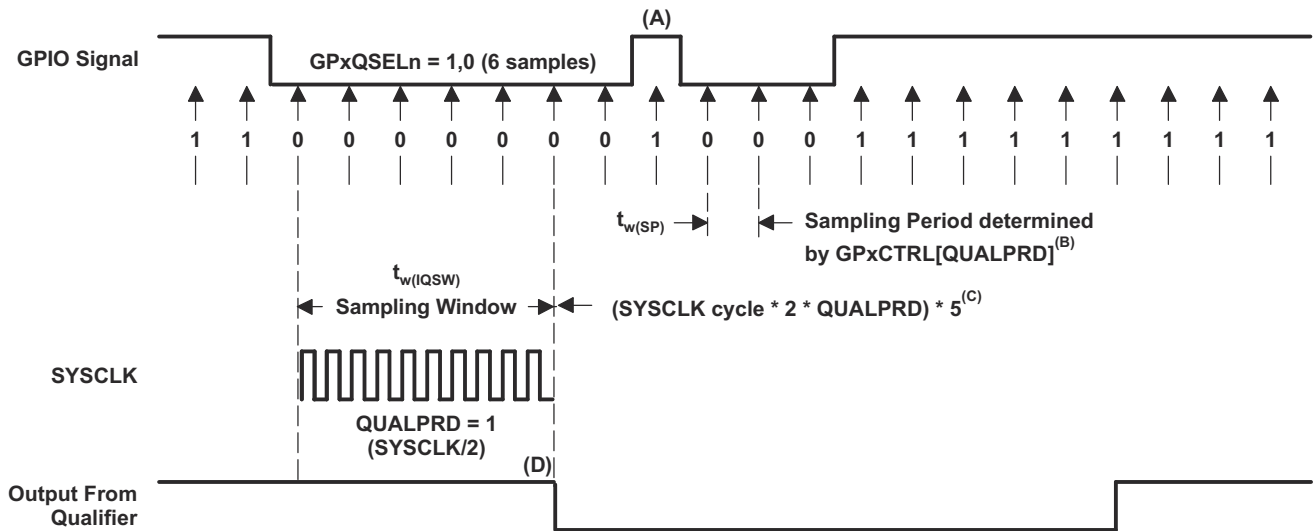 (A)
GPIO Signal
GPxQSELn = 1,0 (6 samples)
1 1 0 0 0 0 0 0 0 1 0 0 0 1 1 1 1 1 1 1 1 1
tw(SP)
Sampling Period determined
by GPxCTRL[QUALPRD](B)
tw(IQSW)
Sampling Window
(SYSCLK cycle * 2 * QUALPRD) * 5(C)
SYSCLK
QUALPRD = 1
(SYSCLK/2)
(D)
Output From
Qualifier